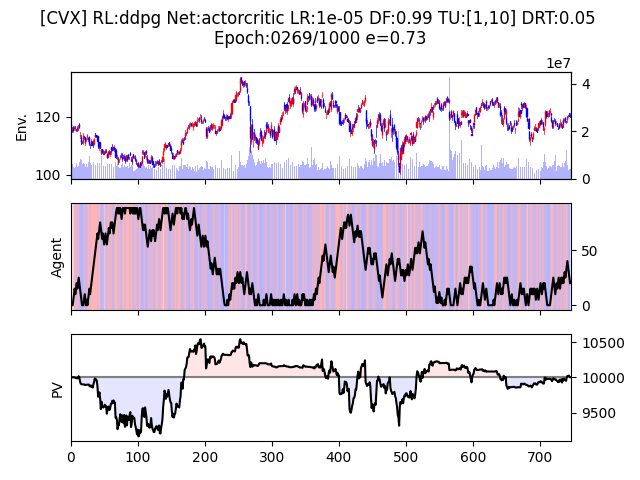 [CVX] RL:ddpg Net:actorcritic LR:1e-05 DF:0.99 TU:[1,10] DRT:0.05
Epoch:0269/1000 e=0.73
1e7
Env.
120
100
4
2
0
Agent
50
0
PV
10500
10000
9500
0 100 200 300 400 500 600 700